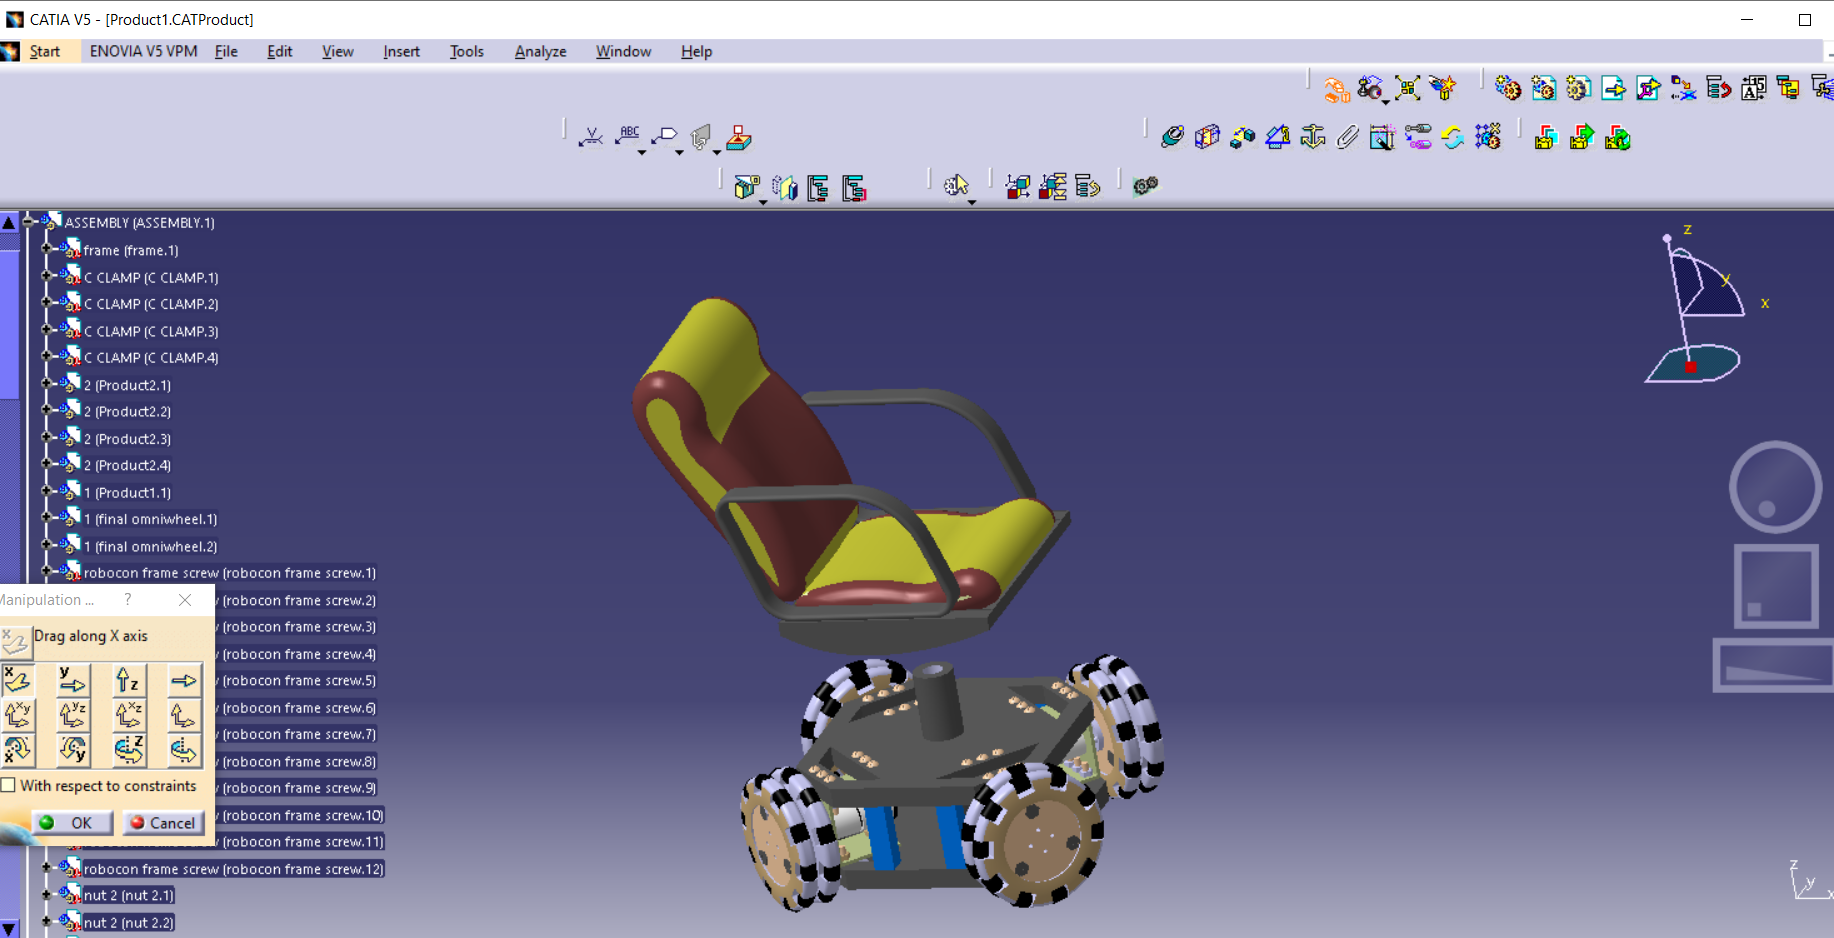 CATIA V5 - [Product1.CATProduct]
Start ENOVIA V5 VPM File Edit View Insert Tools Analyze Window Help
ABC
A 15
ASSEMBLY (ASSEMBLY.1)
frame (frame.1)
C CLAMP (C CLAMP.1)
C CLAMP (C CLAMP.2)
C CLAMP (C CLAMP.3)
C CLAMP (C CLAMP.4)
2 (Product2.1)
2 (Product2.2)
2 (Product2.3)
2 (Product2.4)
1 (Product1.1)
1 (final omniwheel.1)
1 (final omniwheel.2)
robocon frame screw (robocon frame screw.1)
(robocon frame screw.2)
(robocon frame screw.3)
(robocon frame screw.4)
(robocon frame screw.5)
(robocon frame screw.6)
(robocon frame screw.7)
(robocon frame screw.8)
(robocon frame screw.9)
(robocon frame screw.10)
(robocon frame screw.11)
robocon frame screw (robocon frame screw.12)
nut 2 (nut 2.1)
nut 2 (nut 2.2)
Manipulation ... ?
Drag along X axis
x y z
xy yz xz
x y z
With respect to constraints
OK Cancel
z
y
x
z
y
x